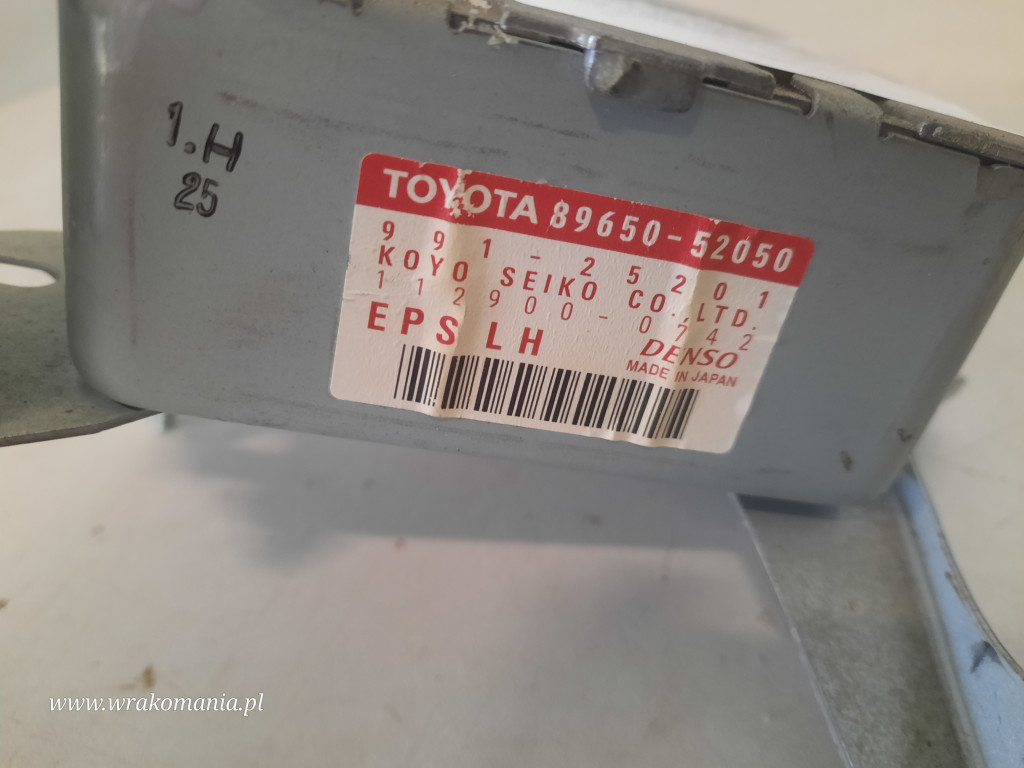 1.H
25
TOYOTA 89650-52050
991-25201
KOYO SEIKO CO.,LTD.
112900-0742
EPS LH
DENSO
MADE IN JAPAN
www.wrakomania.pl